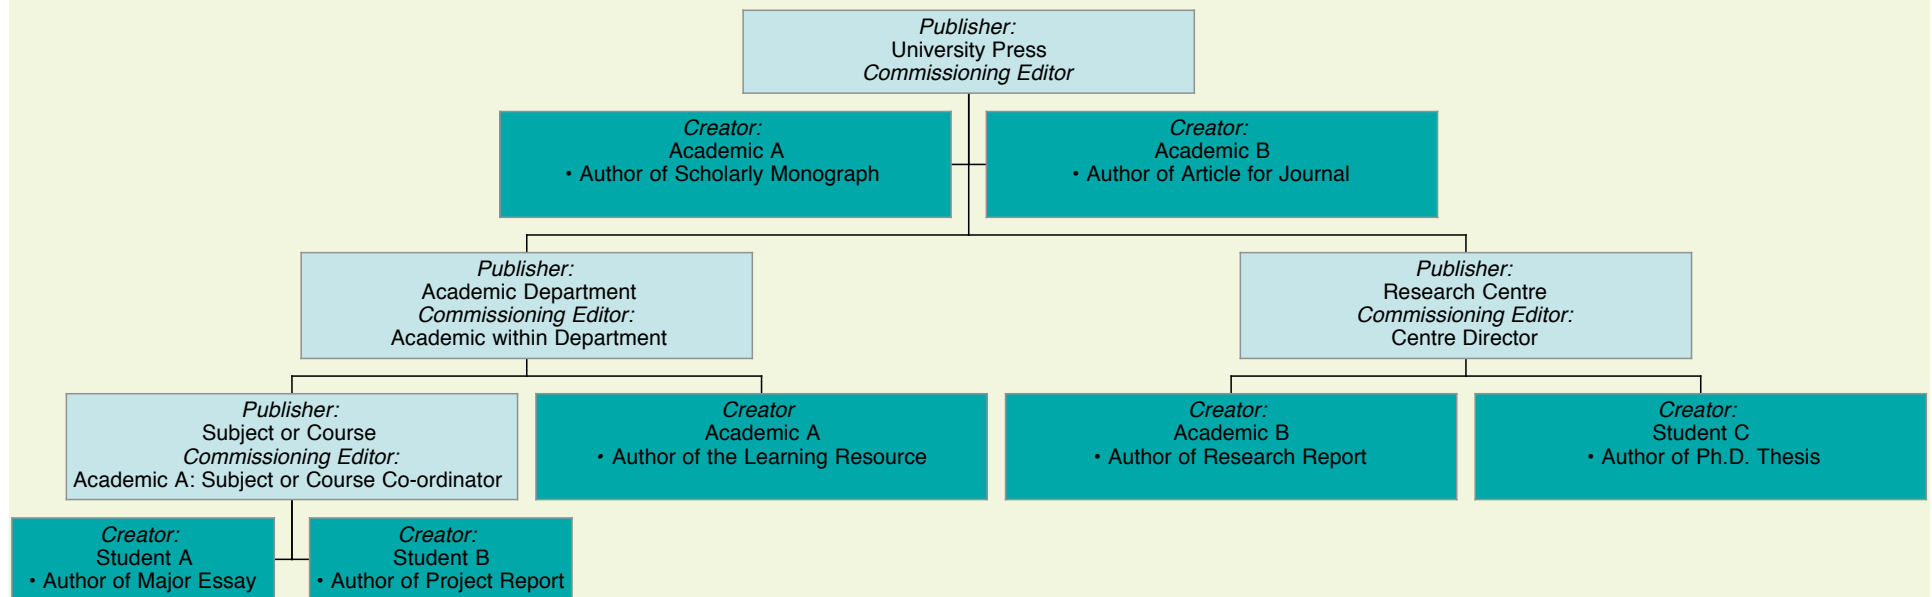 Publisher:
University Press
Commissioning Editor
Creator:
Academic A
• Author of Scholarly Monograph
Creator:
Academic B
• Author of Article for Journal
Publisher:
Academic Department
Commissioning Editor:
Academic within Department
Publisher:
Research Centre
Commissioning Editor:
Centre Director
Publisher:
Subject or Course
Commissioning Editor:
Academic A: Subject or Course Co-ordinator
Creator
Academic A
• Author of the Learning Resource
Creator:
Academic B
• Author of Research Report
Creator:
Student C
• Author of Ph.D. Thesis
Creator:
Student A
• Author of Major Essay
Creator:
Student B
• Author of Project Report